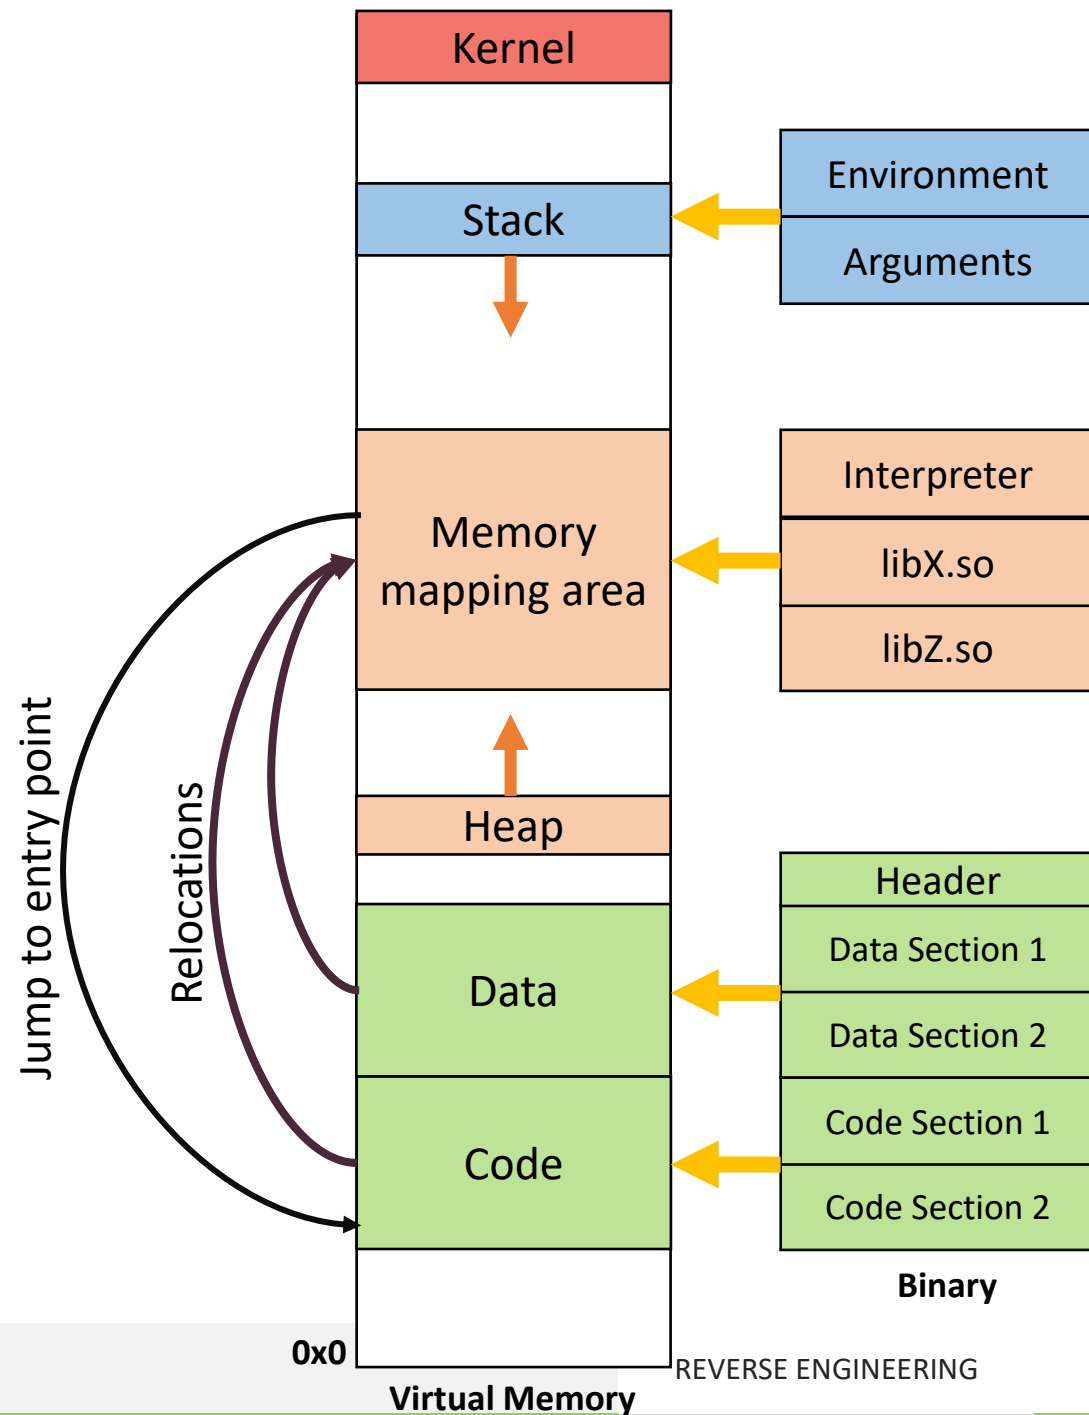 Kernel
Environment
Stack
Arguments
Interpreter
Memory
mapping area
libX.so
libZ.so
Jump to entry point
Relocations
Heap
Header
Data Section 1
Data
Data Section 2
Code Section 1
Code
Code Section 2
Binary
0x0
REVERSE ENGINEERING
Virtual Memory